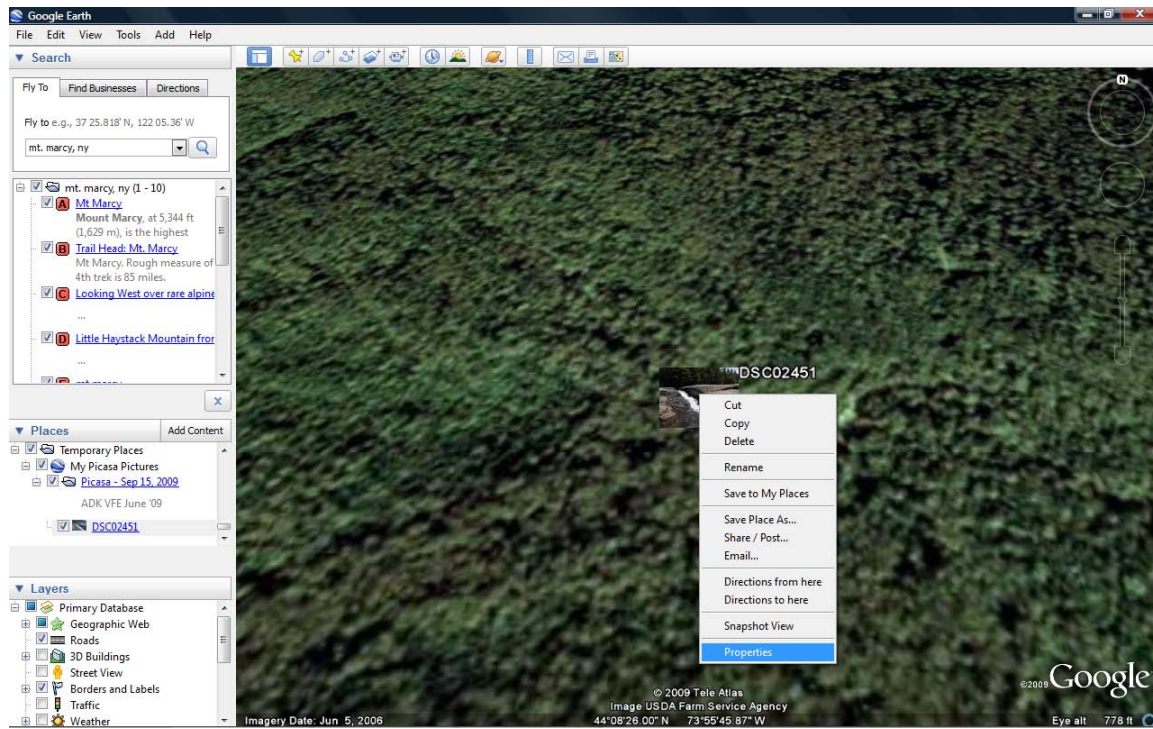 Google Earth
File Edit View Tools Add Help
Search
Fly To Find Businesses Directions
Fly to e.g., 37 25.818' N, 122 05.36' W
mt. marcy, ny
mt. marcy, ny (1 - 10)
A Mt Marcy
Mount Marcy, at 5,344 ft
(1,629 m), is the highest
B Trail Head: Mt. Marcy
Mt Marcy. Rough measure of
4th trek is 85 miles.
C Looking West over rare alpine
...
D Little Haystack Mountain fror
...
Places Add Content
Temporary Places
My Picasa Pictures
Picasa - Sep 15, 2009
ADK VFE June '09
DSC02451
Layers
Primary Database
Geographic Web
Roads
3D Buildings
Street View
Borders and Labels
Traffic
Weather
N
DSC02451
Cut
Copy
Delete
Rename
Save to My Places
Save Place As...
Share / Post...
Email...
Directions from here
Directions to here
Snapshot View
Properties
©2009 Google
© 2009 Tele Atlas
Image USDA Farm Service Agency
Imagery Date: Jun 5, 2006 44°08'26.00" N 73°55'45.87" W Eye alt 778 ft